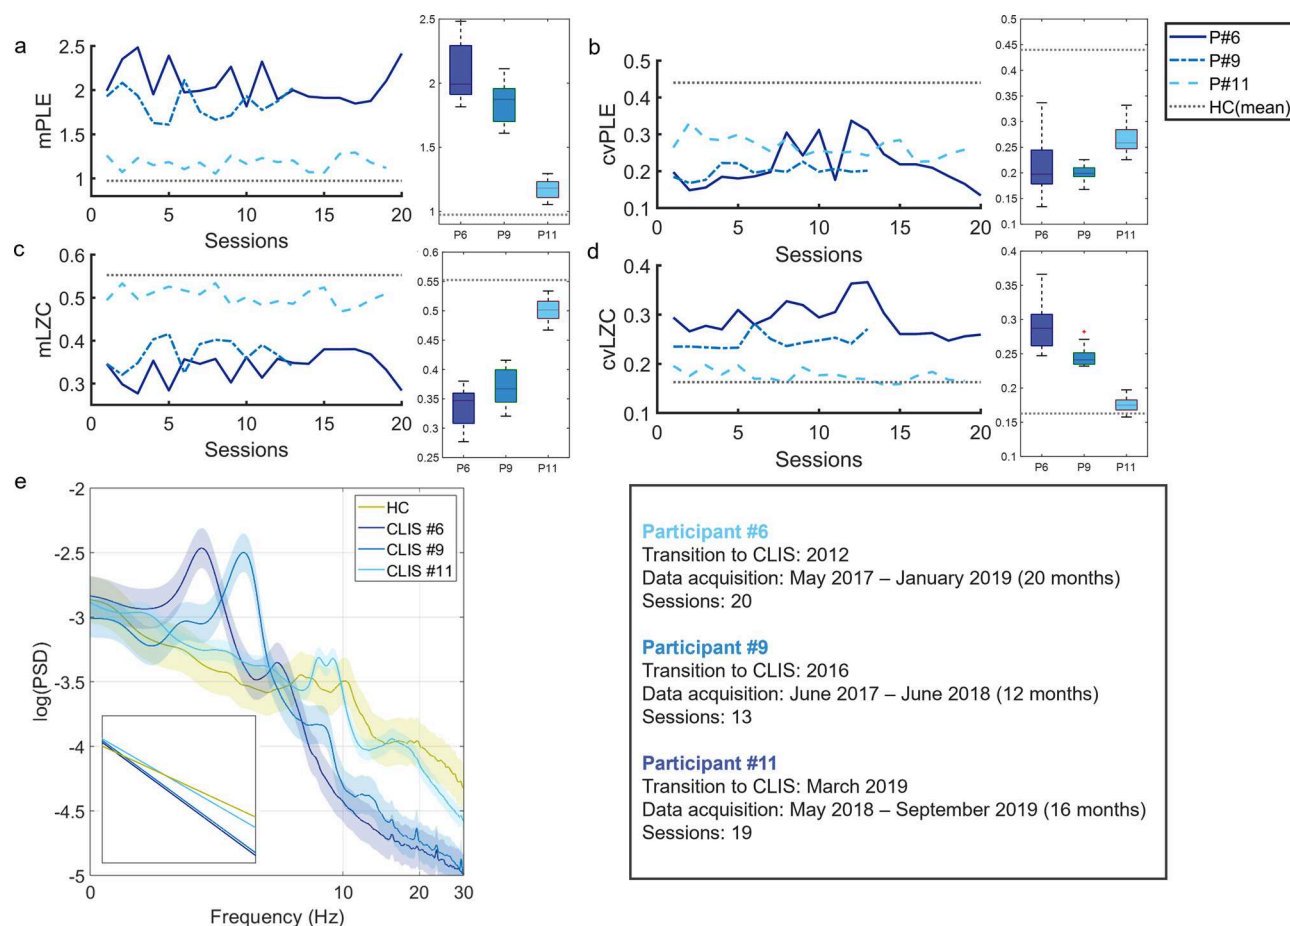 a
mPLE
2.5
2
1.5
1
0
5
10
15
20
Sessions
2.5
2
1.5
1
P6
P9
P11
b
cvPLE
0.5
0.4
0.3
0.2
0.1
0
5
10
15
20
Sessions
0.5
0.45
0.4
0.35
0.3
0.25
0.2
0.15
0.1
P6
P9
P11
P#6
P#9
P#11
HC(mean)
c
mLZC
0.6
0.5
0.4
0.3
0
5
10
15
20
Sessions
0.6
0.55
0.5
0.45
0.4
0.35
0.3
0.25
P6
P9
P11
d
cvLZC
0.4
0.3
0.2
0.1
0
5
10
15
20
Sessions
0.4
0.35
0.3
0.25
0.2
0.15
0.1
P6
P9
P11
e
log(PSD)
-2
-2.5
-3
-3.5
-4
-4.5
-5
0
10
20
30
Frequency (Hz)
HC
CLIS #6
CLIS #9
CLIS #11
Participant #6
Transition to CLIS: 2012
Data acquisition: May 2017 – January 2019 (20 months)
Sessions: 20
Participant #9
Transition to CLIS: 2016
Data acquisition: June 2017 – June 2018 (12 months)
Sessions: 13
Participant #11
Transition to CLIS: March 2019
Data acquisition: May 2018 – September 2019 (16 months)
Sessions: 19